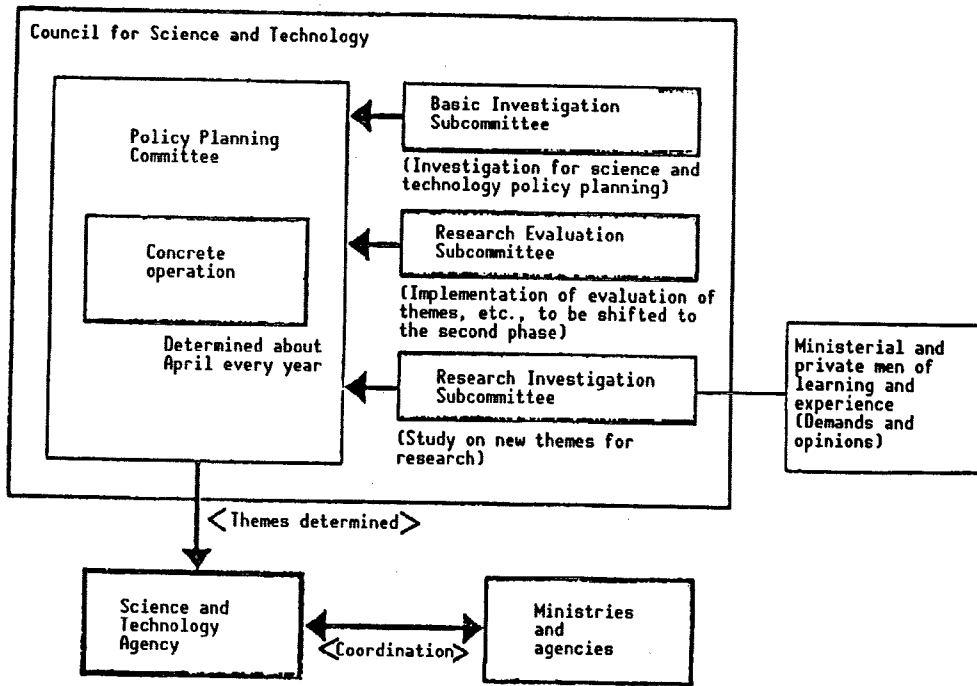 Council for Science and Technology
Policy Planning
Committee
Concrete
operation
Determined about
April every year
Basic Investigation
Subcommittee
(Investigation for science and
technology policy planning)
Research Evaluation
Subcommittee
(Implementation of evaluation of
themes, etc., to be shifted to
the second phase)
Research Investigation
Subcommittee
(Study on new themes for
research)
Ministerial and
private men of
learning and
experience
(Demands and
opinions)
<Themes determined>
Science and
Technology
Agency
<Coordination>
Ministries
and
agencies